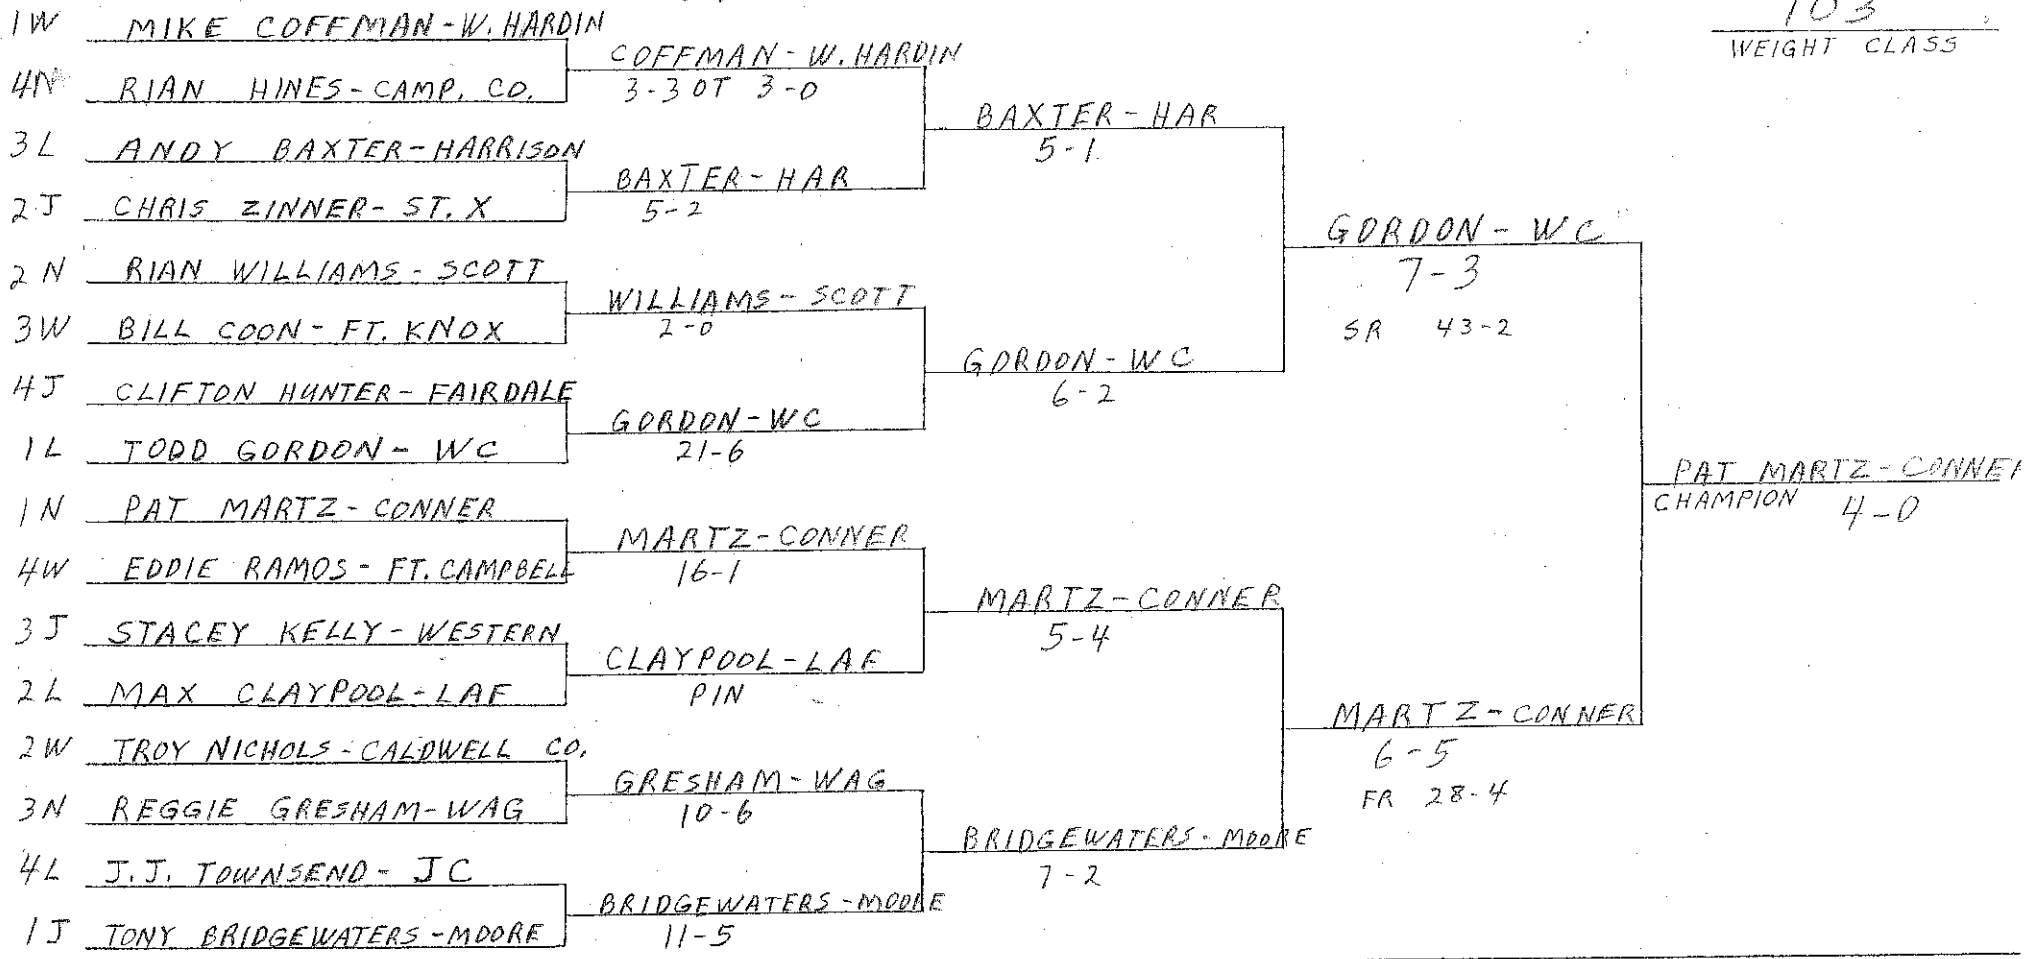 103
WEIGHT CLASS
1W MIKE COFFMAN-W. HARDIN
4N RIAN HINES-CAMP. CO.
3L ANDY BAXTER-HARRISON
2J CHRIS ZINNER-ST. X
2N RIAN WILLIAMS-SCOTT
3W BILL COON-FT. KNOX
4J CLIFTON HUNTER-FAIRDALE
1L TODD GORDON-WC
1N PAT MARTZ-CONNER
4W EDDIE RAMOS-FT. CAMPBELL
3J STACEY KELLY-WESTERN
2L MAX CLAYPOOL-LAF
2W TROY NICHOLS-CALDWELL CO.
3N REGGIE GRESHAM-WAG
4L J.J. TOWNSEND-JC
1J TONY BRIDGEWATERS-MOORE
COFFMAN-W. HARDIN
3-3 OT 3-0
BAXTER-HAR
5-2
WILLIAMS-SCOTT
2-0
GORDON-WC
21-6
MARTZ-CONNER
16-1
CLAYPOOL-LAF
PIN
GRESHAM-WAG
10-6
BRIDGEWATERS-MOORE
11-5
BAXTER-HAR
5-1
GORDON-WC
6-2
MARTZ-CONNER
5-4
BRIDGEWATERS-MOORE
7-2
GORDON-WC
7-3
SR 43-2
MARTZ-CONNER
6-5
FR 28-4
PAT MARTZ-CONNER
CHAMPION 4-0